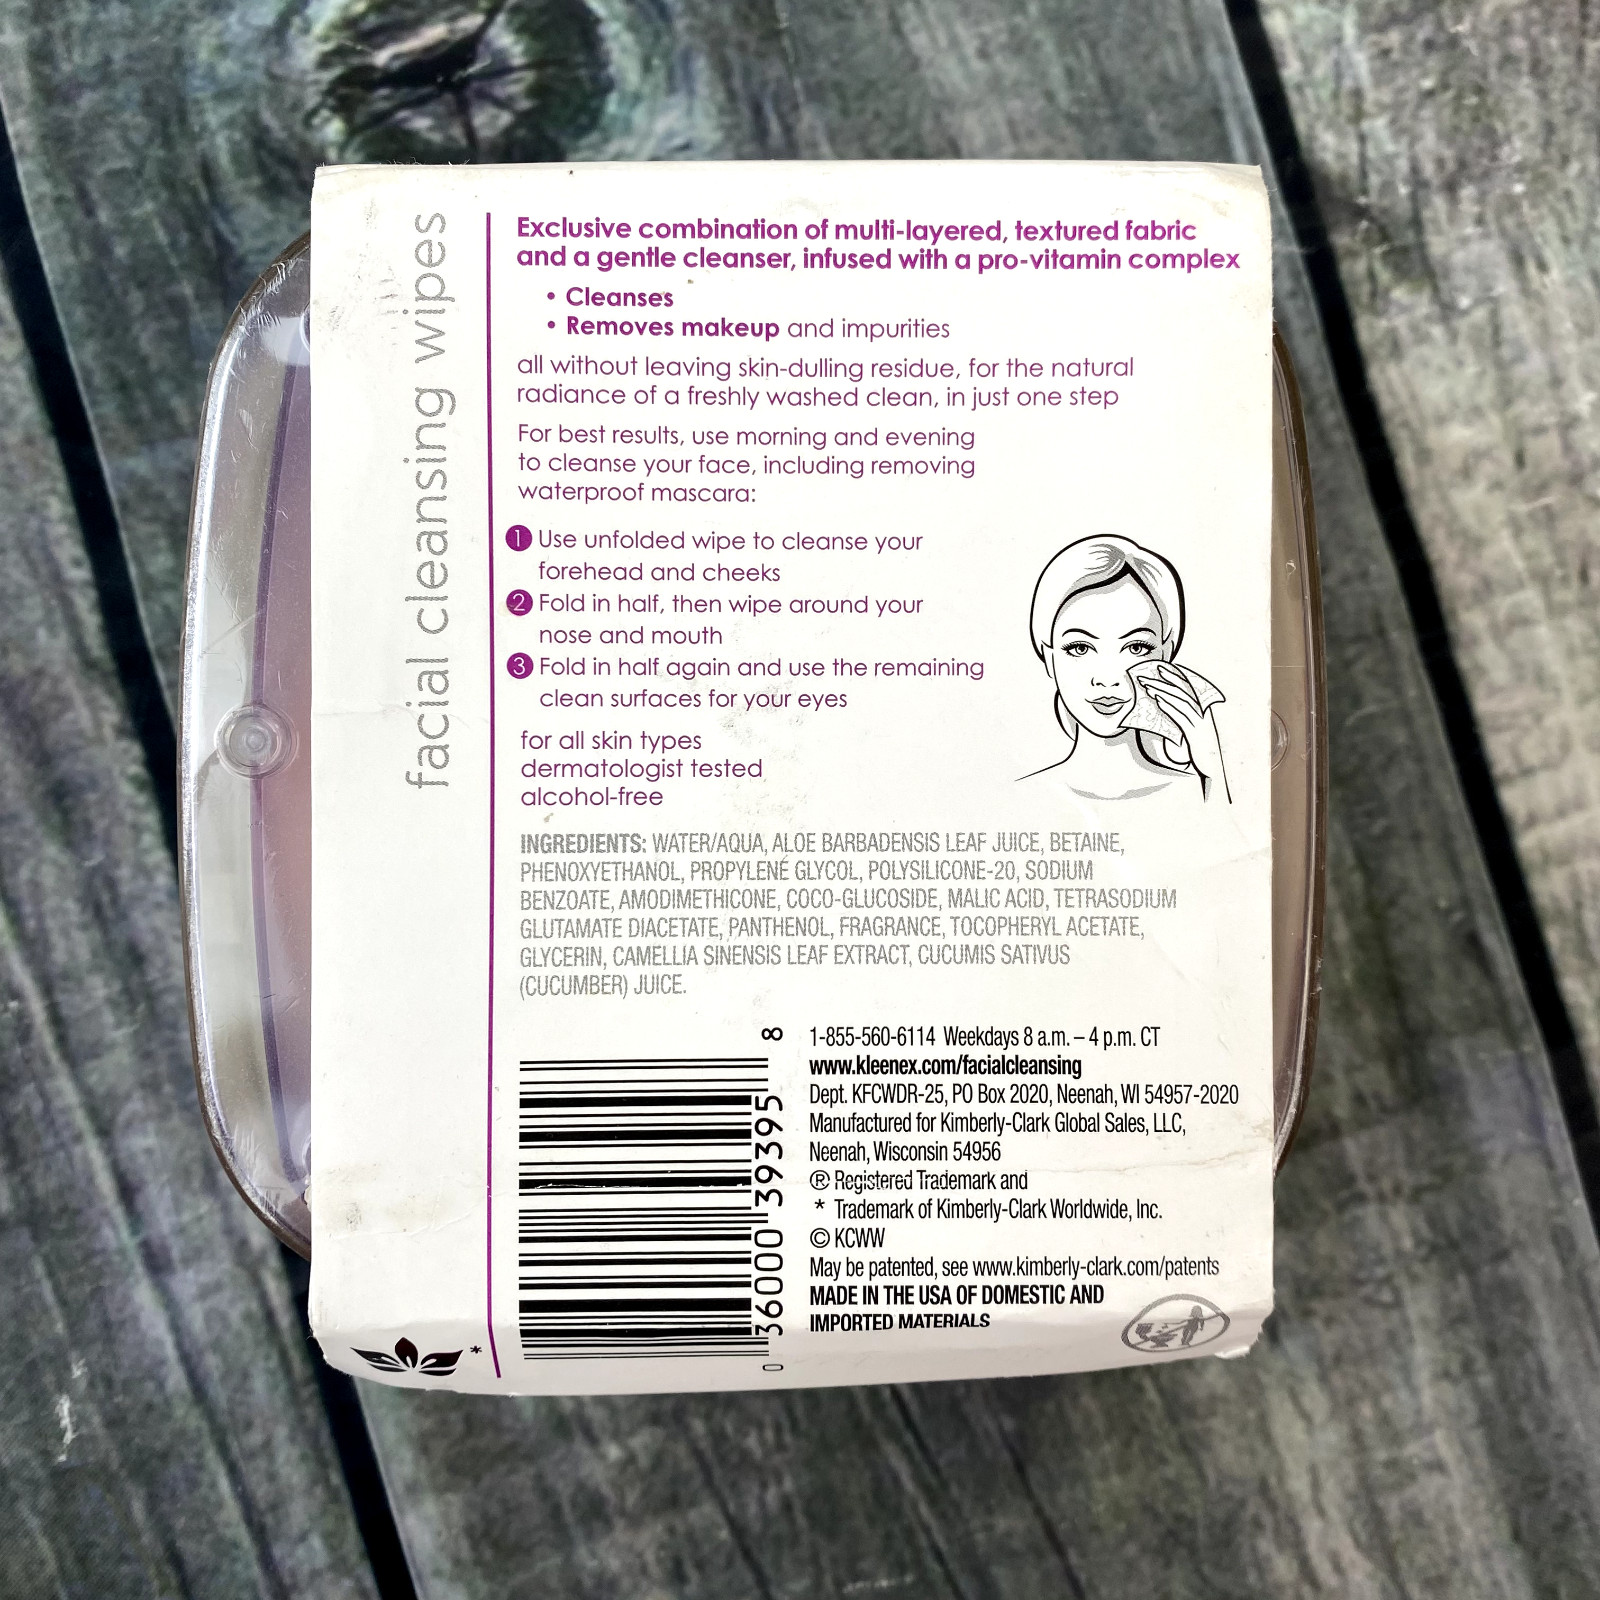 facial cleansing wipes
Exclusive combination of multi-layered, textured fabric
and a gentle cleanser, infused with a pro-vitamin complex
• Cleanses
• Removes makeup and impurities
all without leaving skin-dulling residue, for the natural
radiance of a freshly washed clean, in just one step
For best results, use morning and evening
to cleanse your face, including removing
waterproof mascara:
1 Use unfolded wipe to cleanse your
forehead and cheeks
2 Fold in half, then wipe around your
nose and mouth
3 Fold in half again and use the remaining
clean surfaces for your eyes
for all skin types
dermatologist tested
alcohol-free
INGREDIENTS: WATER/AQUA, ALOE BARBADENSIS LEAF JUICE, BETAINE,
PHENOXYETHANOL, PROPYLENE GLYCOL, POLYSILICONE-20, SODIUM
BENZOATE, AMODIMETHICONE, COCO-GLUCOSIDE, MALIC ACID, TETRASODIUM
GLUTAMATE DIACETATE, PANTHENOL, FRAGRANCE, TOCOPHERYL ACETATE,
GLYCERIN, CAMELLIA SINENSIS LEAF EXTRACT, CUCUMIS SATIVUS
(CUCUMBER) JUICE.
0 36000 39395 8
1-855-560-6114 Weekdays 8 a.m. – 4 p.m. CT
www.kleenex.com/facialcleansing
Dept. KFCWDR-25, PO Box 2020, Neenah, WI 54957-2020
Manufactured for Kimberly-Clark Global Sales, LLC,
Neenah, Wisconsin 54956
® Registered Trademark and
* Trademark of Kimberly-Clark Worldwide, Inc.
© KCWW
May be patented, see www.kimberly-clark.com/patents
MADE IN THE USA OF DOMESTIC AND
IMPORTED MATERIALS
*